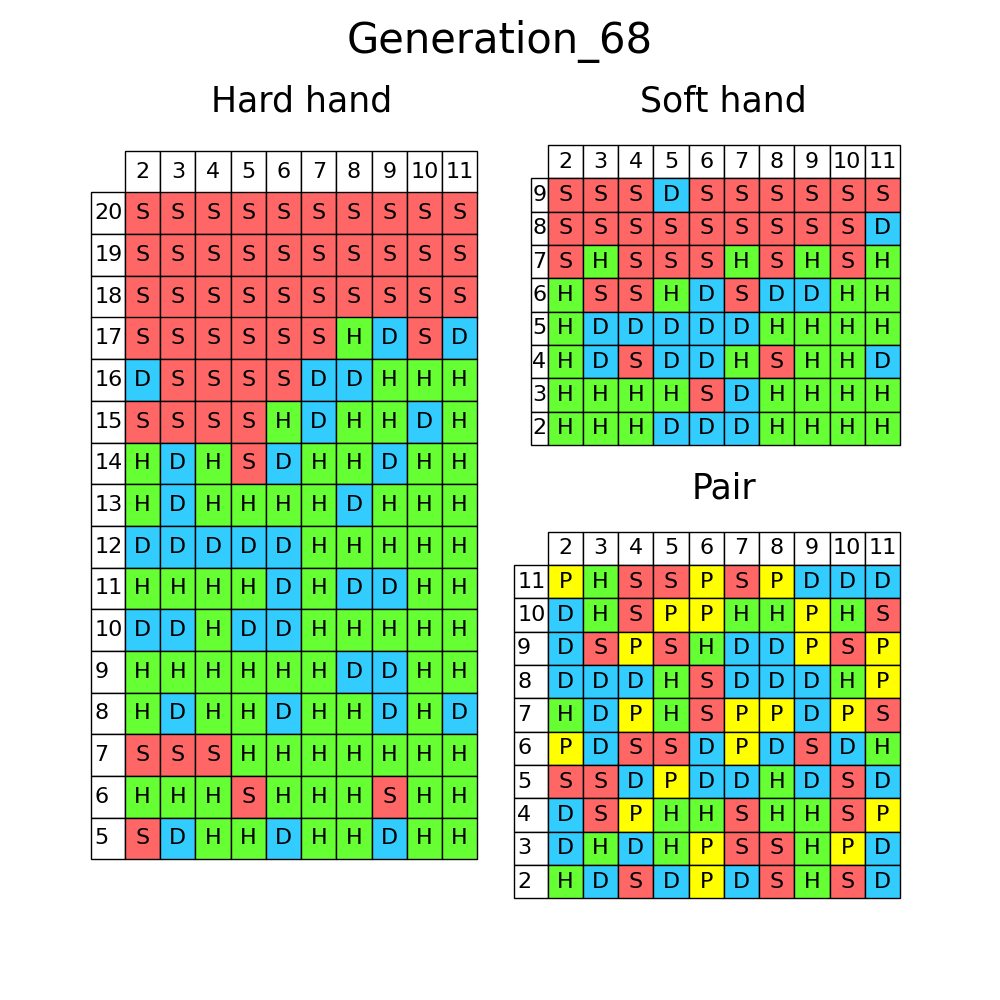 Generation_68
Hard hand
2 3 4 5 6 7 8 9 10 11
20 S S S S S S S S S S
19 S S S S S S S S S S
18 S S S S S S S S S S
17 S S S S S S H D S D
16 D S S S S D D H H H
15 S S S S H D H H D H
14 H D H S D H H D H H
13 H D H H H H D H H H
12 D D D D D H H H H H
11 H H H H D H D D H H
10 D D H D D H H H H H
9 H H H H H H D D H H
8 H D H H D H H D H D
7 S S S H H H H H H H
6 H H H S H H H S H H
5 S D H H D H H D H H
Soft hand
2 3 4 5 6 7 8 9 10 11
9 S S S D S S S S S S
8 S S S S S S S S S D
7 S H S S S H S H S H
6 H S S H D S D D H H
5 H D D D D D H H H H
4 H D S D D H S H H D
3 H H H H S D H H H H
2 H H H D D D H H H H
Pair
2 3 4 5 6 7 8 9 10 11
11 P H S S P S P D D D
10 D H S P P H H P H S
9 D S P S H D D P S P
8 D D D H S D D D H P
7 H D P H S P P D P S
6 P D S S D P D S D H
5 S S D P D D H D S D
4 D S P H H S H H S P
3 D H D H P S S H P D
2 H D S D P D S H S D